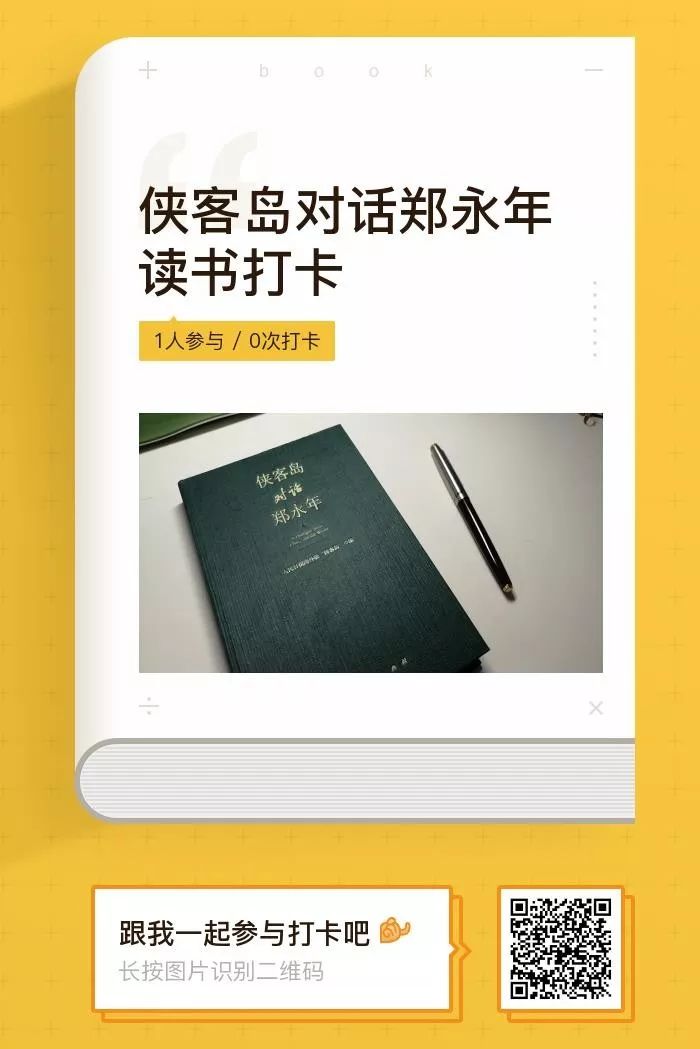 book
侠客岛对话郑永年
读书打卡
1人参与 / 0次打卡
侠客岛
对话
郑永年
跟我一起参与打卡吧
长按图片识别二维码